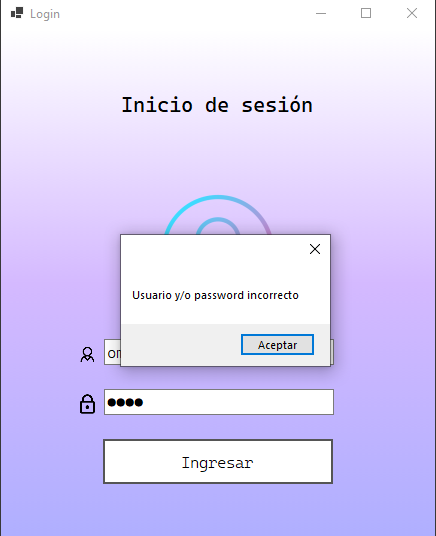 Login
Inicio de sesión
Usuario y/o password incorrecto
Aceptar
Ingresar